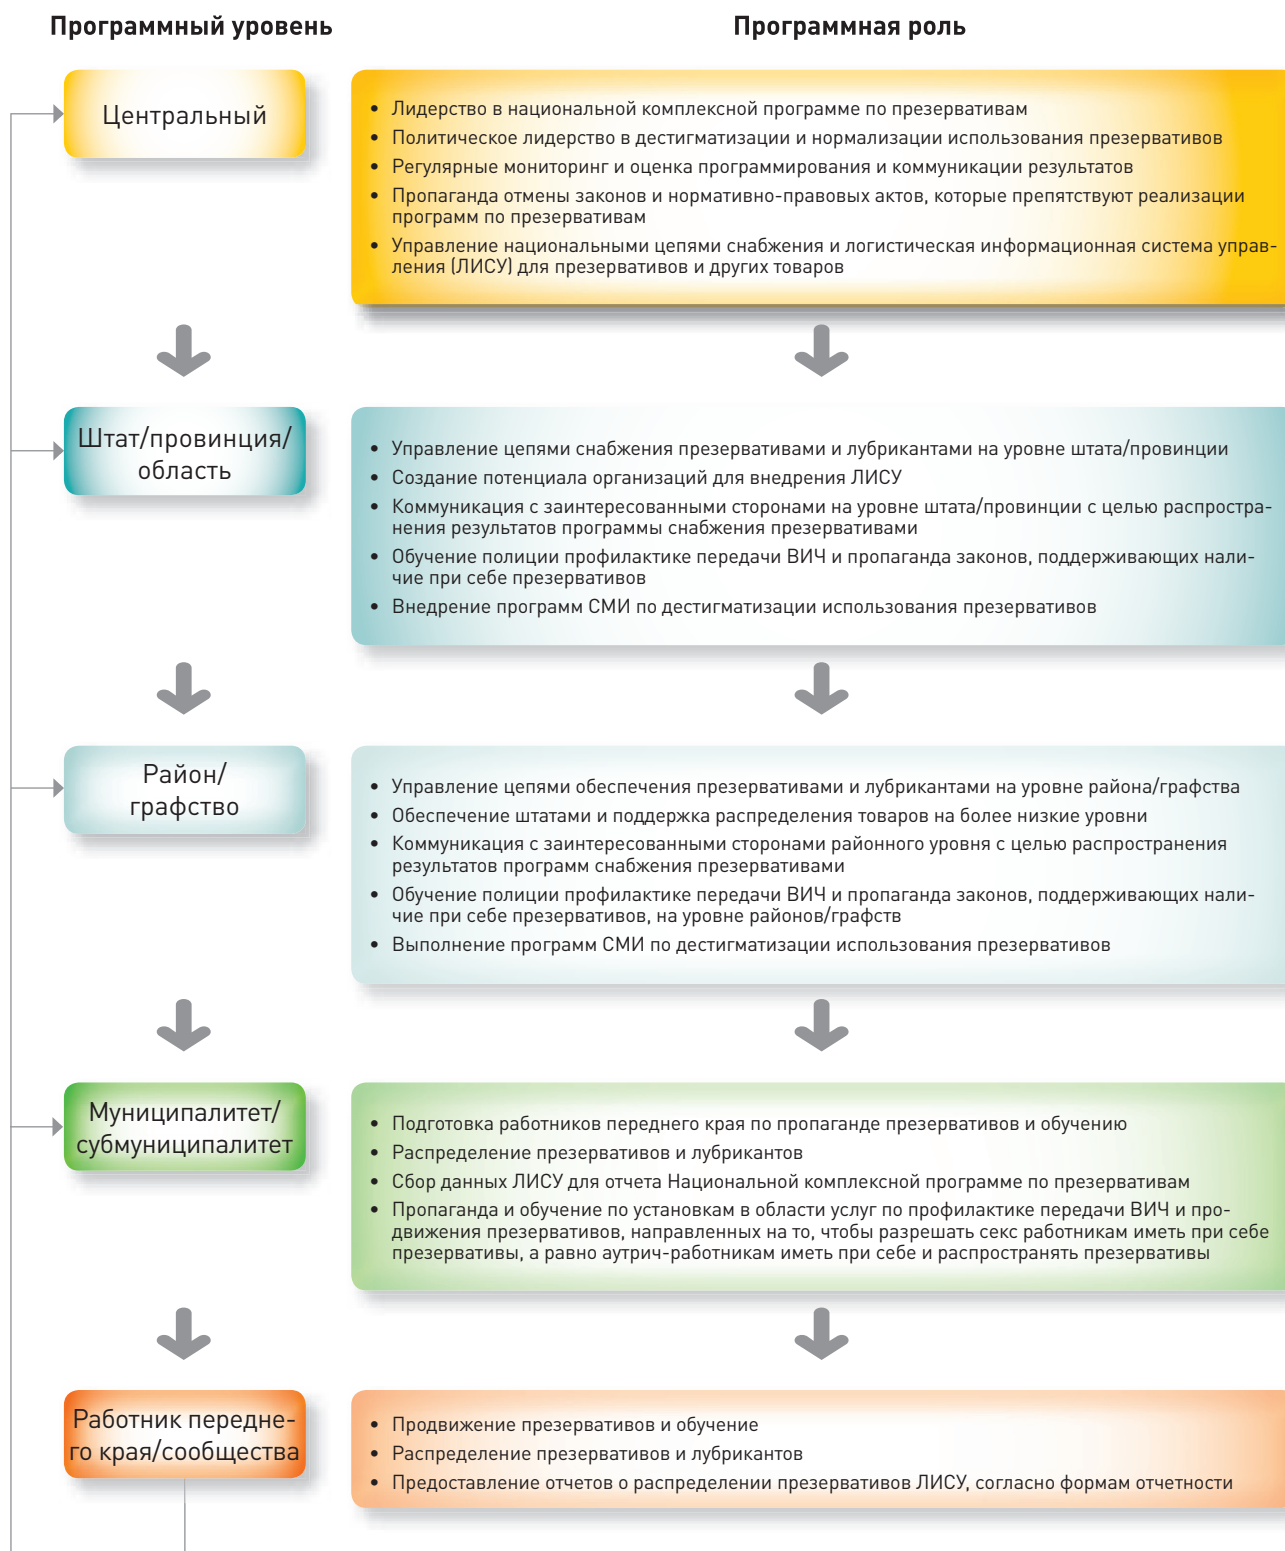 Программный уровень
Программная роль
Центральный
• Лидерство в национальной комплексной программе по презервативам
• Политическое лидерство в дестигматизации и нормализации использования презервативов
• Регулярные мониторинг и оценка программирования и коммуникации результатов
• Пропаганда отмены законов и нормативно-правовых актов, которые препятствуют реализации
программ по презервативам
• Управление национальными цепями снабжения и логистическая информационная система управ-
ления (ЛИСУ) для презервативов и других товаров
Штат/провинция/
область
• Управление цепями снабжения презервативами и лубрикантами на уровне штата/провинции
• Создание потенциала организаций для внедрения ЛИСУ
• Коммуникация с заинтересованными сторонами на уровне штата/провинции с целью распростра-
нения результатов программы снабжения презервативами
• Обучение полиции профилактике передачи ВИЧ и пропаганда законов, поддерживающих нали-
чие при себе презервативов
• Внедрение программ СМИ по дестигматизации использования презервативов
Район/
графство
• Управление цепями обеспечения презервативами и лубрикантами на уровне района/графства
• Обеспечение штатами и поддержка распределения товаров на более низкие уровни
• Коммуникация с заинтересованными сторонами районного уровня с целью распространения
результатов программ снабжения презервативами
• Обучение полиции профилактике передачи ВИЧ и пропаганда законов, поддерживающих нали-
чие при себе презервативов, на уровне районов/графств
• Выполнение программ СМИ по дестигматизации использования презервативов
Муниципалитет/
субмуниципалитет
• Подготовка работников переднего края по пропаганде презервативов и обучению
• Распределение презервативов и лубрикантов
• Сбор данных ЛИСУ для отчета Национальной комплексной программе по презервативам
• Пропаганда и обучение по установкам в области услуг по профилактике передачи ВИЧ и про-
движения презервативов, направленных на то, чтобы разрешать секс работникам иметь при себе
презервативы, а равно аутрич-работникам иметь при себе и распространять презервативы
Работник передне-
го края/сообщества
• Продвижение презервативов и обучение
• Распределение презервативов и лубрикантов
• Предоставление отчетов о распределении презервативов ЛИСУ, согласно формам отчетности